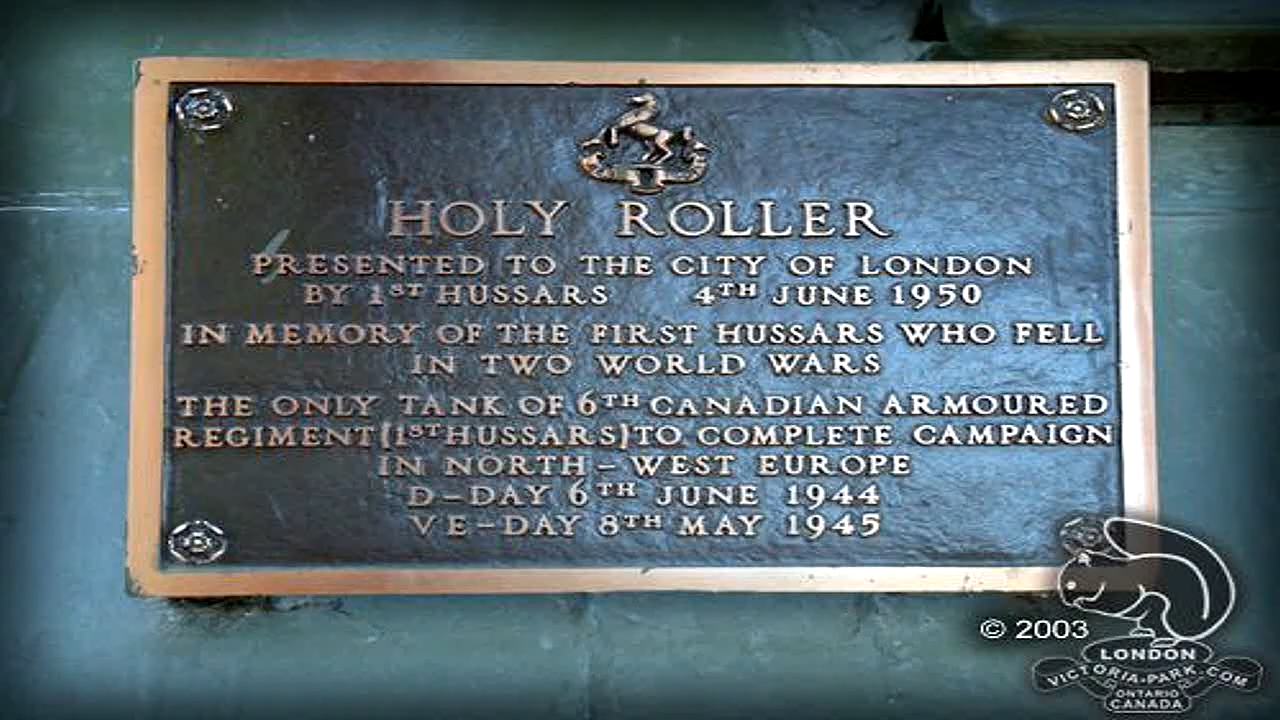 HOLY ROLLER
PRESENTED TO THE CITY OF LONDON
BY 1ST HUSSARS 4TH JUNE 1950
IN MEMORY OF THE FIRST HUSSARS WHO FELL
IN TWO WORLD WARS
THE ONLY TANK OF 6TH CANADIAN ARMOURED
REGIMENT (1ST HUSSARS) TO COMPLETE CAMPAIGN
IN NORTH-WEST EUROPE
D-DAY 6TH JUNE 1944
VE-DAY 8TH MAY 1945
© 2003
LONDON
VICTORIA-PARK.COM
ONTARIO
CANADA